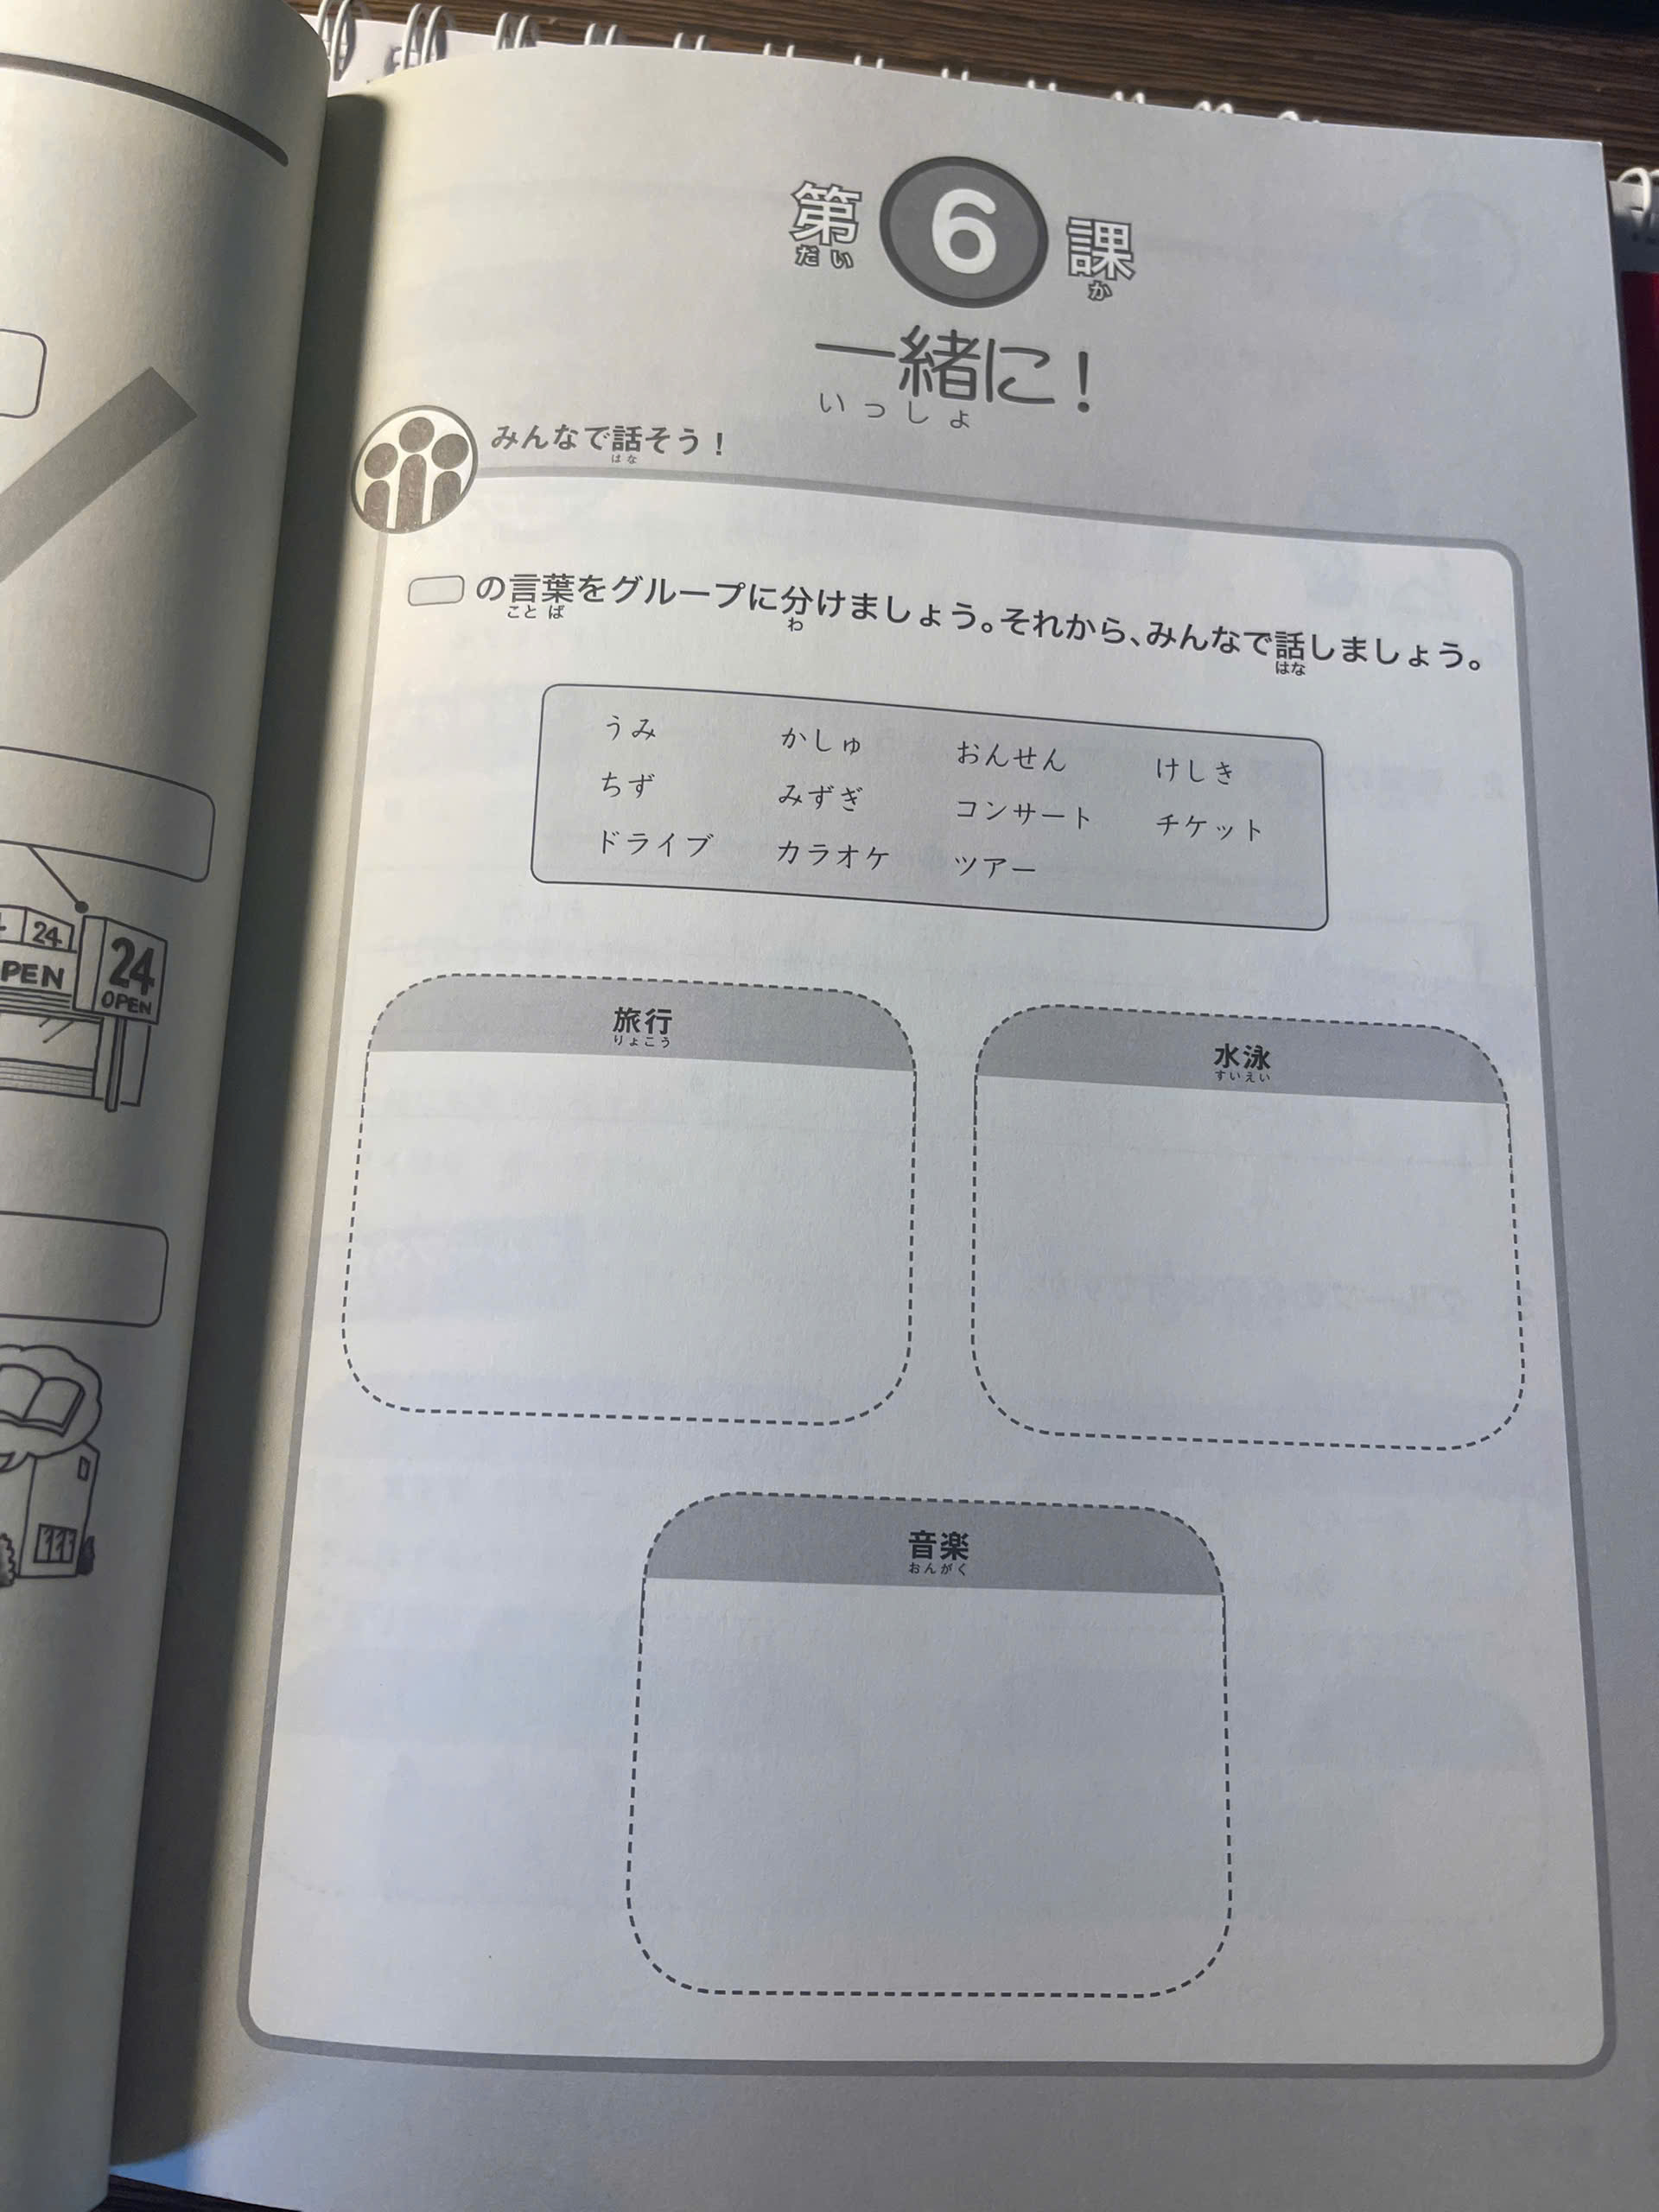 第6課
だい か
一緒に！
いっしょ
みんなで話そう！
はな
の言葉をグループに分けましょう。それから、みんなで話しましょう。
ことば わ はな
うみ かしゅ おんせん けしき
ちず みずぎ コンサート チケット
ドライブ カラオケ ツアー
旅行
りょこう
水泳
すいえい
音楽
おんがく
24
24
PEN
OPEN